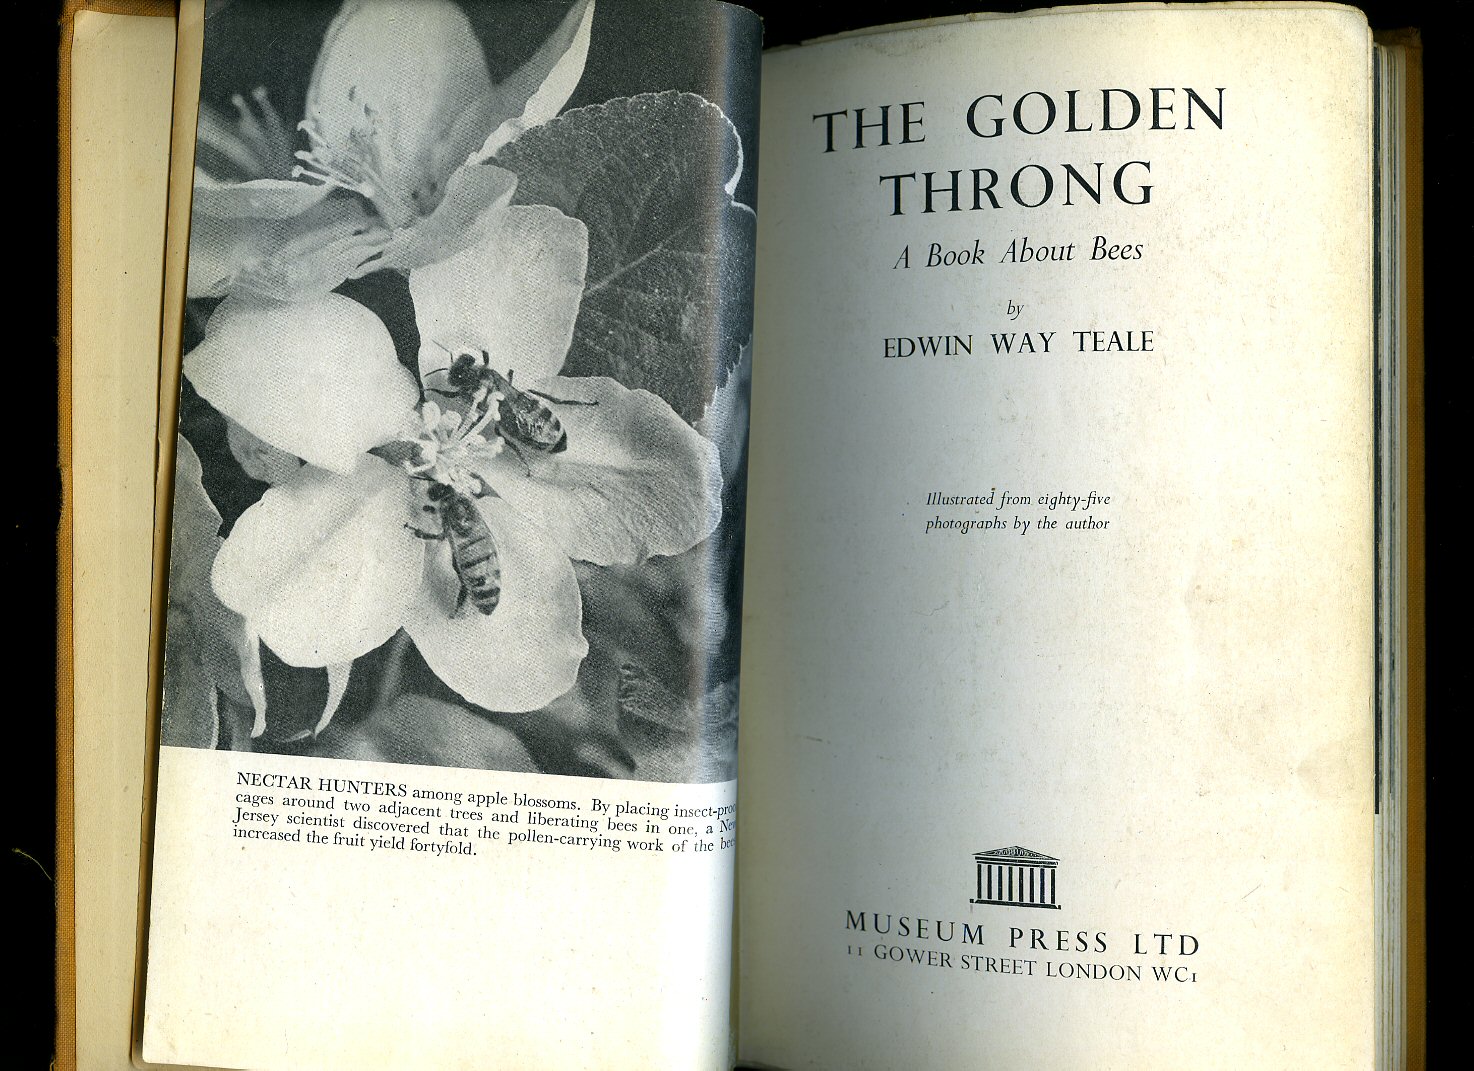 NECTAR HUNTERS among apple blossoms. By placing insect-proo
cages around two adjacent trees and liberating bees in one, a New
Jersey scientist discovered that the pollen-carrying work of the bees
increased the fruit yield fortyfold.
THE GOLDEN
THRONG
A Book About Bees
by
EDWIN WAY TEALE
Illustrated from eighty-five
photographs by the author
MUSEUM PRESS LTD
11 GOWER STREET LONDON WC1